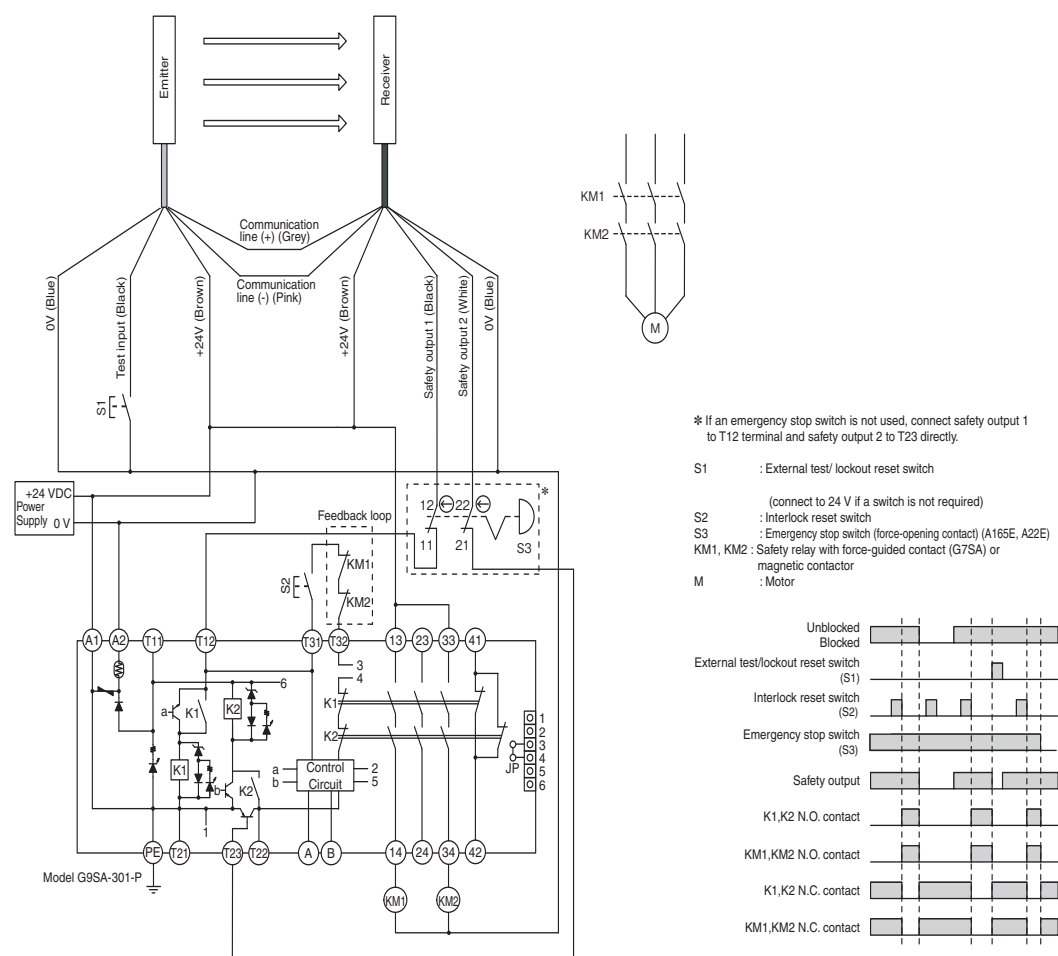 Emitter
Receiver
Communication
line (+) (Grey)
Communication
line (-) (Pink)
0V (Blue)
Test input (Black)
+24V (Brown)
+24V (Brown)
Safety output 1 (Black)
Safety output 2 (White)
0V (Blue)
S1
KM1
KM2
M
✻ If an emergency stop switch is not used, connect safety output 1
to T12 terminal and safety output 2 to T23 directly.
S1 : External test/ lockout reset switch
(connect to 24 V if a switch is not required)
S2 : Interlock reset switch
S3 : Emergency stop switch (force-opening contact) (A165E, A22E)
KM1, KM2 : Safety relay with force-guided contact (G7SA) or
magnetic contactor
M : Motor
+24 VDC
Power
Supply 0 V
Feedback loop
12 22 *
11 21 S3
S2
KM1
KM2
A1 A2 T11 T12 T31 T32 13 23 33 41
3
4
6
a K1 K2
K1
K2
K1
b K2
a
b
Control
Circuit
2
5
1
JP
1
2
3
4
5
6
PE T21 T23 T22 A B 14 24 34 42
Model G9SA-301-P
KM1 KM2
Unblocked
Blocked
External test/lockout reset switch
(S1)
Interlock reset switch
(S2)
Emergency stop switch
(S3)
Safety output
K1,K2 N.O. contact
KM1,KM2 N.O. contact
K1,K2 N.C. contact
KM1,KM2 N.C. contact